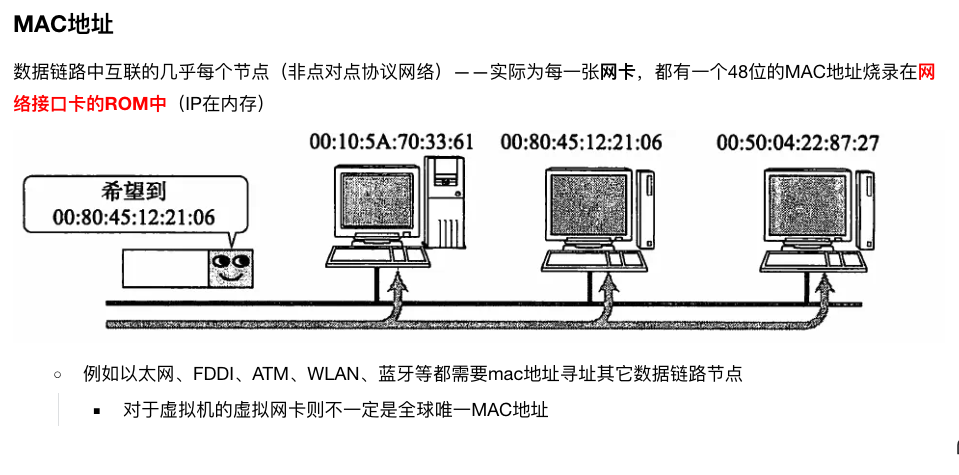 MAC地址
数据链路中互联的几乎每个节点（非点对点协议网络）——实际为每一张网卡，都有一个48位的MAC地址烧录在网
络接口卡的ROM中（IP在内存）
00:10:5A:70:33:61 00:80:45:12:21:06 00:50:04:22:87:27
希望到
00:80:45:12:21:06
例如以太网、FDDI、ATM、WLAN、蓝牙等都需要mac地址寻址其它数据链路节点
对于虚拟机的虚拟网卡则不一定是全球唯一MAC地址